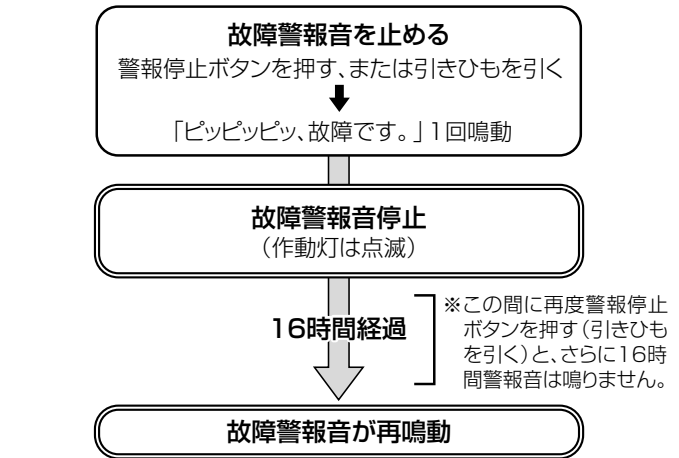 故障警報音を止める
警報停止ボタンを押す、または引きひもを引く
「ピッピッピッ、故障です。」1回鳴動
故障警報音停止
（作動灯は点滅）
16時間経過
※この間に再度警報停止
ボタンを押す（引きひも
を引く）と、さらに16時
間警報音は鳴りません。
故障警報音が再鳴動